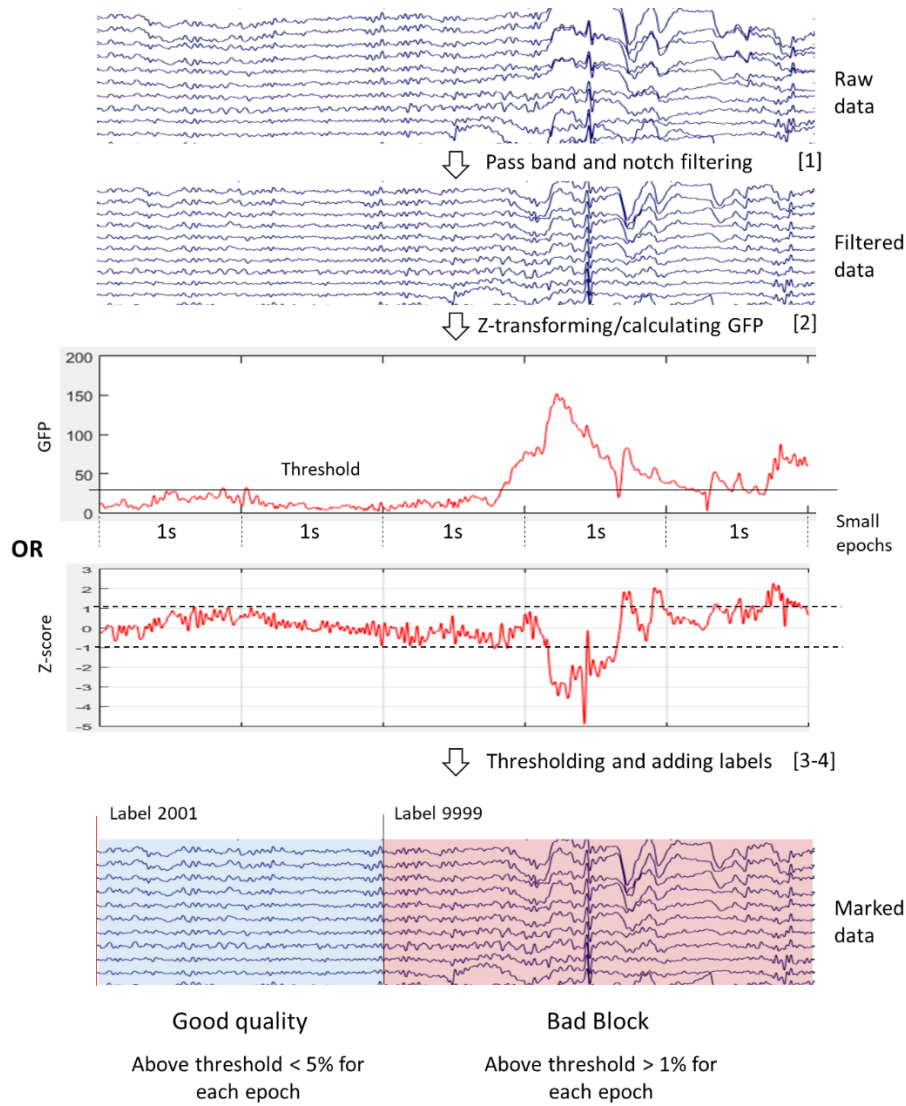 Raw
data
Pass band and notch filtering [1]
Filtered
data
Z-transforming/calculating GFP [2]
200
150
100
50
0
GFP
Threshold
1s 1s 1s 1s 1s
Small
epochs
OR
3
2
1
0
-1
-2
-3
-4
-5
Z-score
Thresholding and adding labels [3-4]
Label 2001 Label 9999
Marked
data
Good quality Bad Block
Above threshold < 5% for Above threshold > 1% for
each epoch each epoch